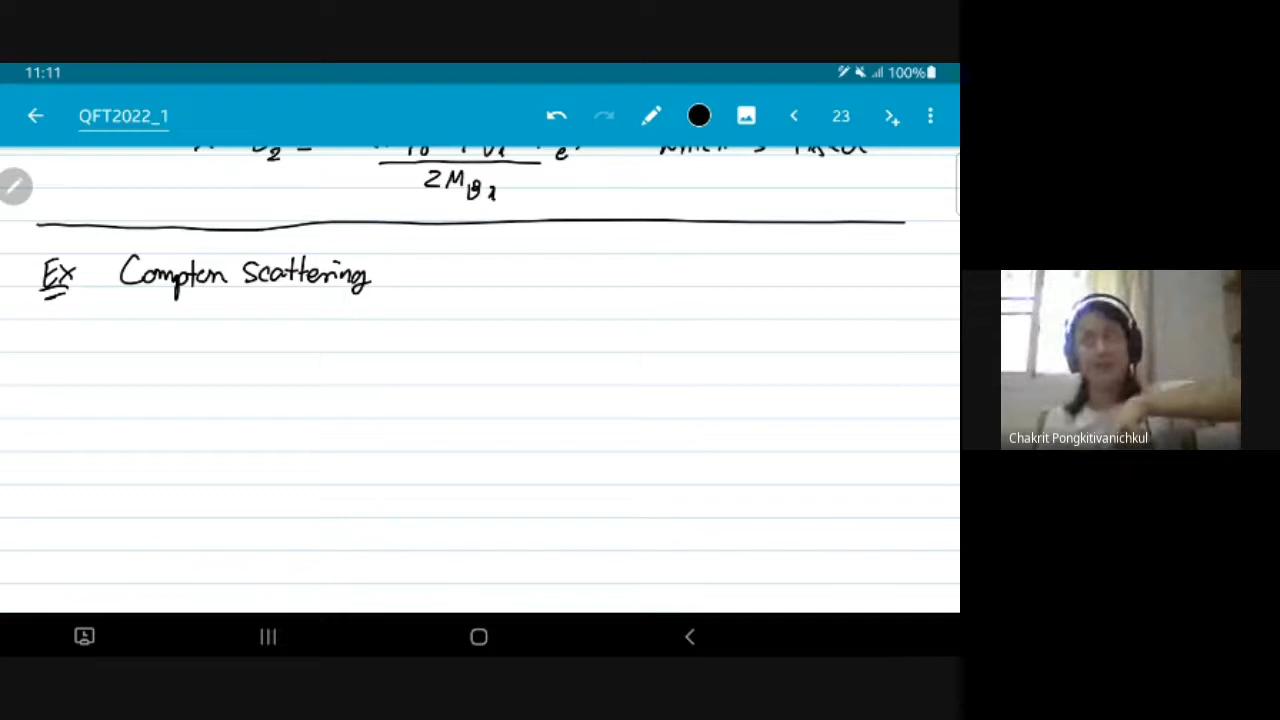 11:11 100%
QFT2022_1 23
2M
Ex Compton Scattering
Chakrit Pongkitivanichkul